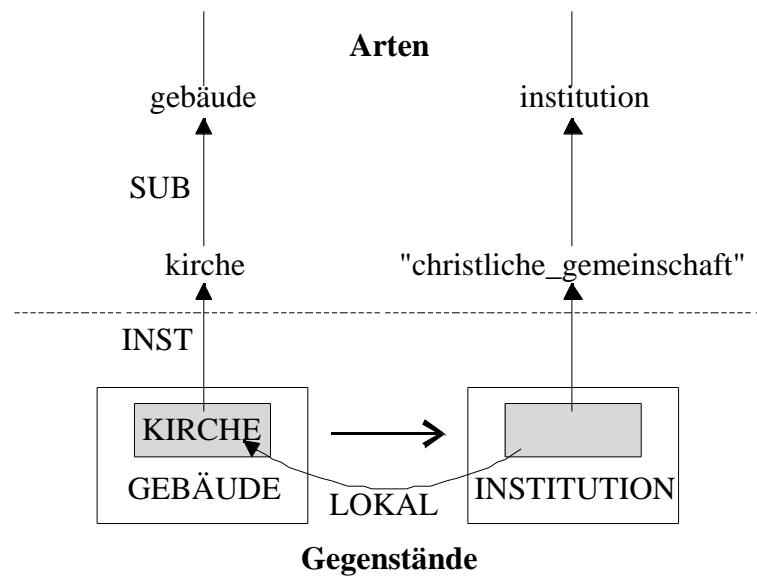 Arten
gebäude institution
SUB
kirche "christliche_gemeinschaft"
INST
KIRCHE
GEBÄUDE LOKAL INSTITUTION
Gegenstände